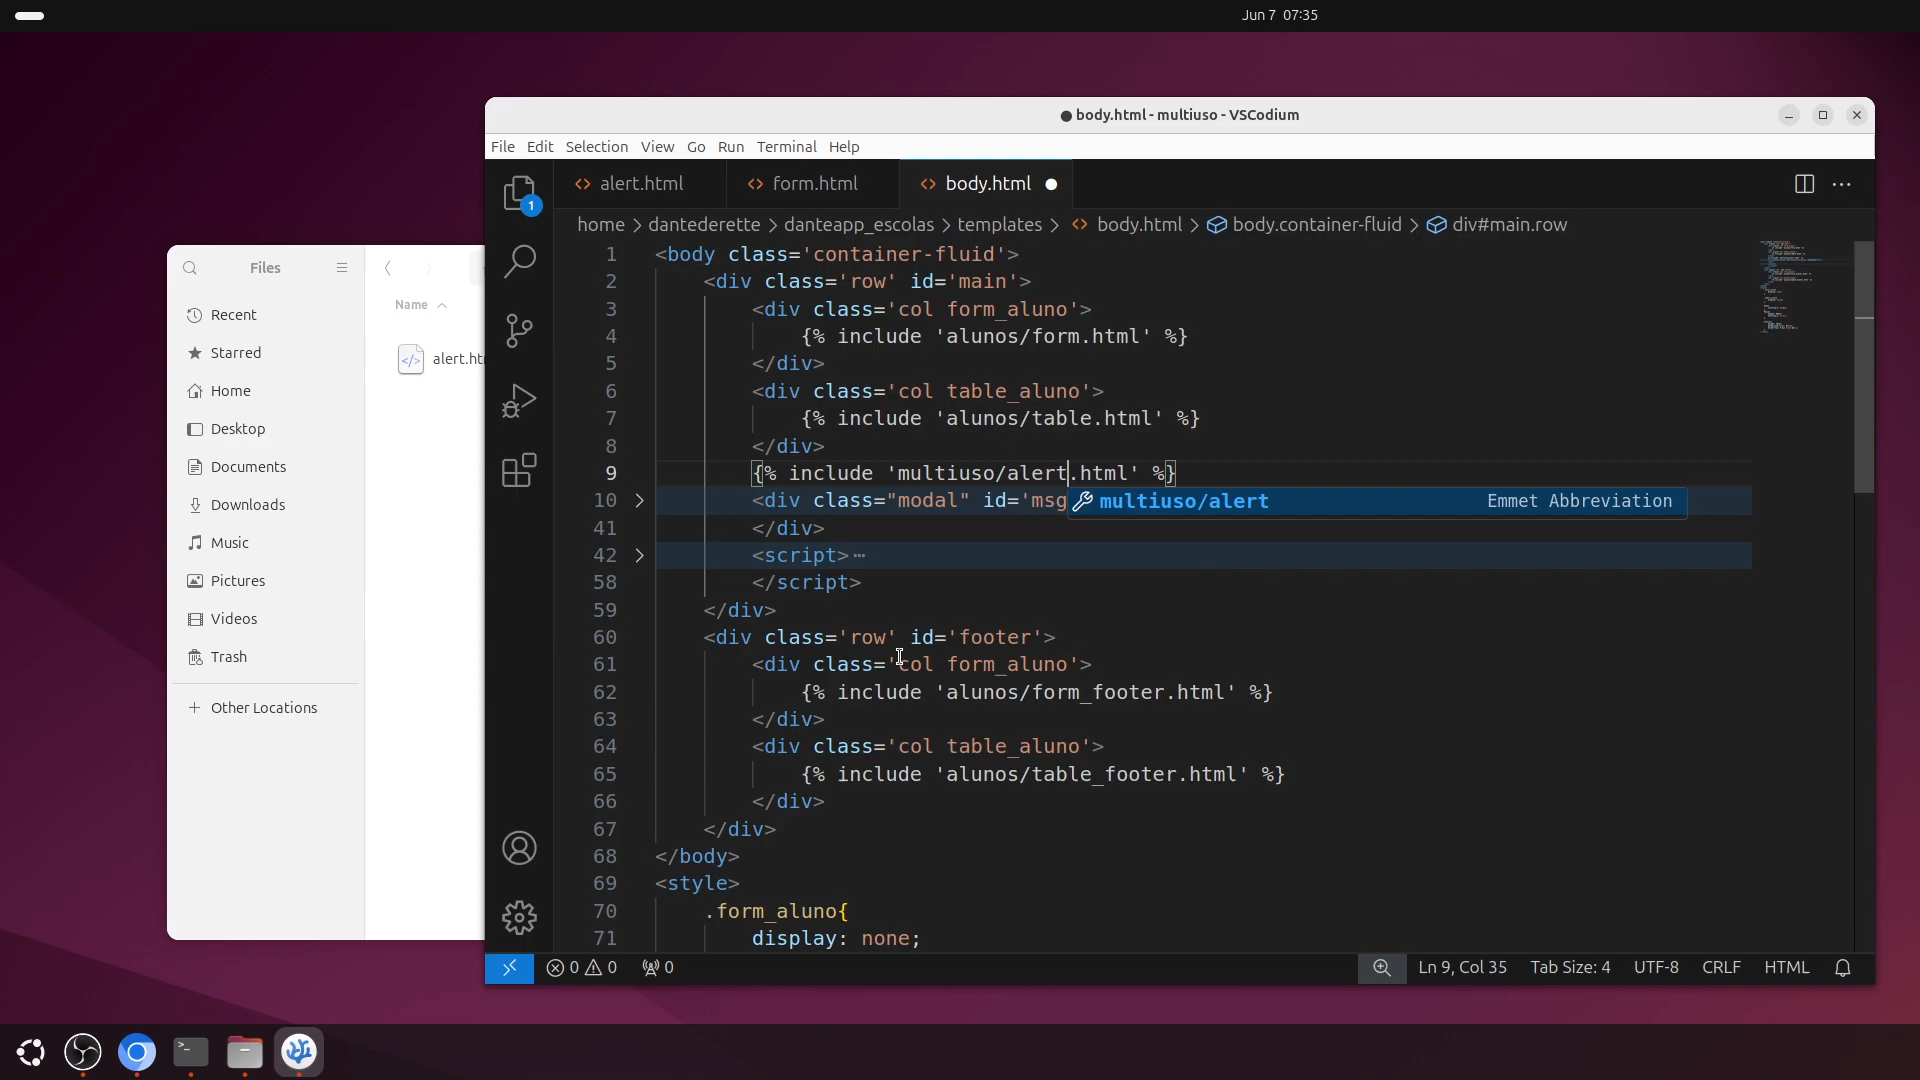 Jun 7 07:35
body.html - multiuso - VSCodium
File Edit Selection View Go Run Terminal Help
alert.html form.html body.html
home > dantederette > danteapp_escolas > templates > body.html > body.container-fluid > div#main.row
1 <body class='container-fluid'>
2 <div class='row' id='main'>
3 <div class='col form_aluno'>
4 {% include 'alunos/form.html' %}
5 </div>
6 <div class='col table_aluno'>
7 {% include 'alunos/table.html' %}
8 </div>
9 {% include 'multiuso/alert.html' %}
10 <div class="modal" id='msg
multiuso/alert Emmet Abbreviation
41 </div>
42 <script>⋯
58 </script>
59 </div>
60 <div class='row' id='footer'>
61 <div class='col form_aluno'>
62 {% include 'alunos/form_footer.html' %}
63 </div>
64 <div class='col table_aluno'>
65 {% include 'alunos/table_footer.html' %}
66 </div>
67 </div>
68 </body>
69 <style>
70 .form_aluno{
71 display: none;
1
0 0 0
Ln 9, Col 35 Tab Size: 4 UTF-8 CRLF HTML
Files
Recent
Starred
Home
Desktop
Documents
Downloads
Music
Pictures
Videos
Trash
Other Locations
Name
alert.ht